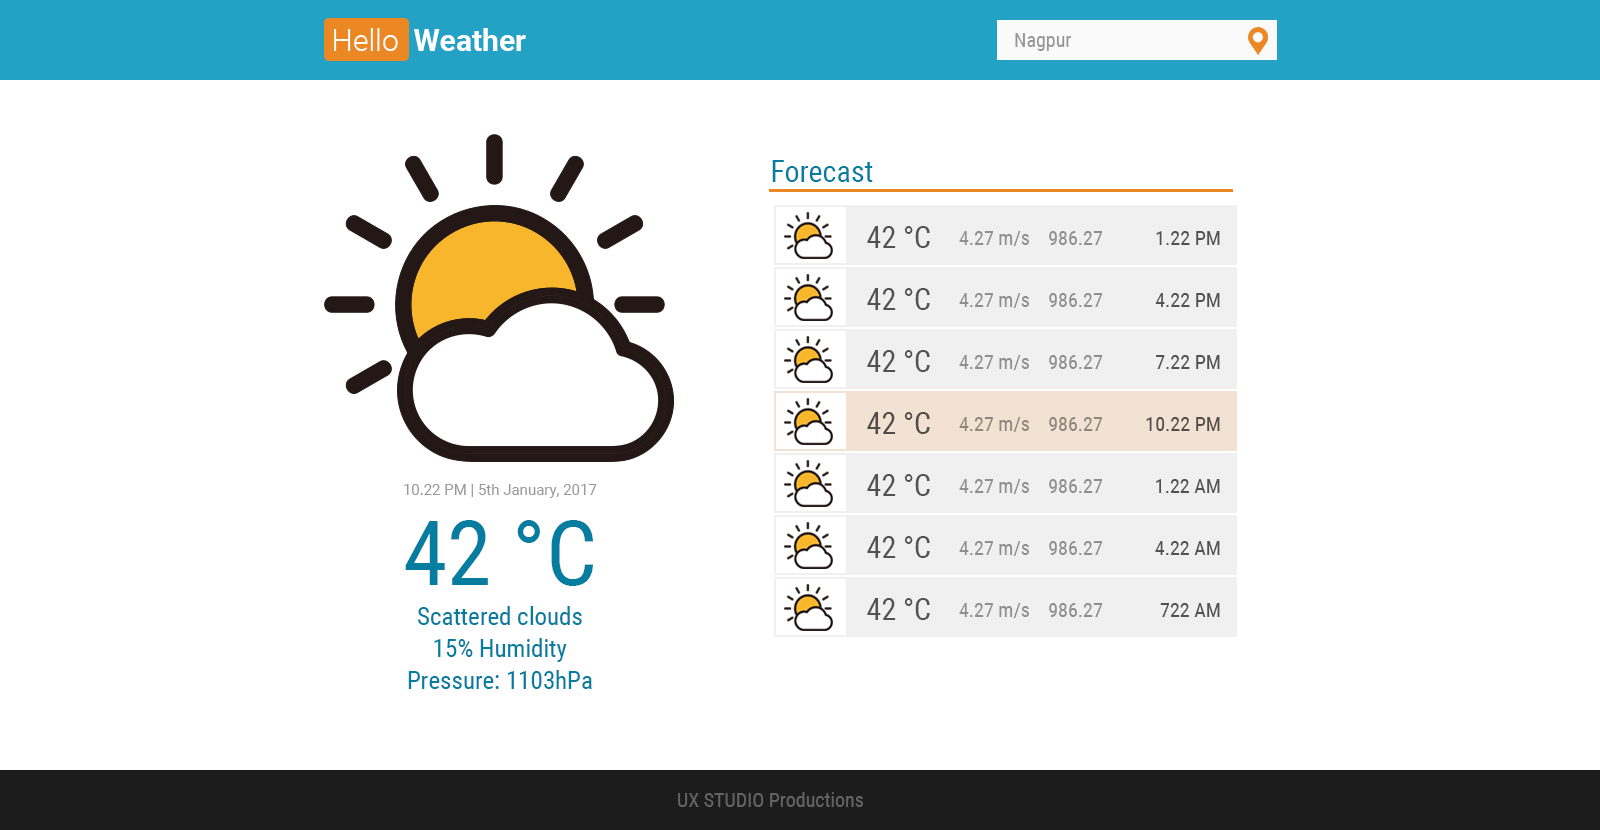 Hello Weather
Nagpur
10.22 PM | 5th January, 2017
42 °C
Scattered clouds
15% Humidity
Pressure: 1103hPa
Forecast
42 °C 4.27 m/s 986.27 1.22 PM
42 °C 4.27 m/s 986.27 4.22 PM
42 °C 4.27 m/s 986.27 7.22 PM
42 °C 4.27 m/s 986.27 10.22 PM
42 °C 4.27 m/s 986.27 1.22 AM
42 °C 4.27 m/s 986.27 4.22 AM
42 °C 4.27 m/s 986.27 722 AM
UX STUDIO Productions